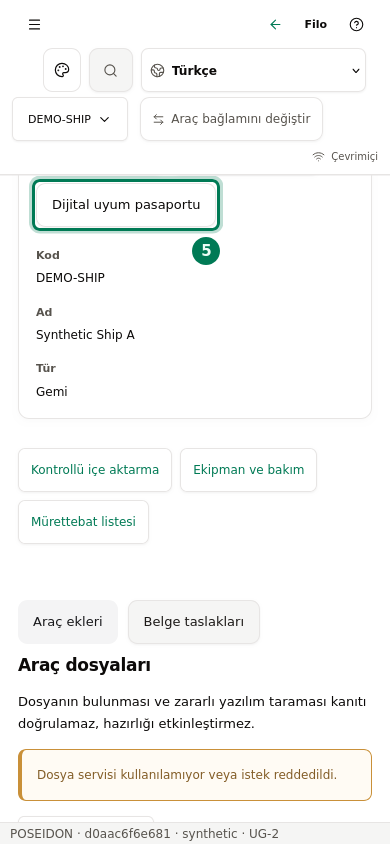 Filo
Türkçe
DEMO-SHIP
Araç bağlamını değiştir
Çevrimiçi
Dijital uyum pasaportu
5
Kod
DEMO-SHIP
Ad
Synthetic Ship A
Tür
Gemi
Kontrollü içe aktarma
Ekipman ve bakım
Mürettebat listesi
Araç ekleri
Belge taslakları
Araç dosyaları
Dosyanın bulunması ve zararlı yazılım taraması kanıtı
doğrulamaz, hazırlığı etkinleştirmez.
Dosya servisi kullanılamıyor veya istek reddedildi.
POSEIDON · d0aac6f6e681 · synthetic · UG-2